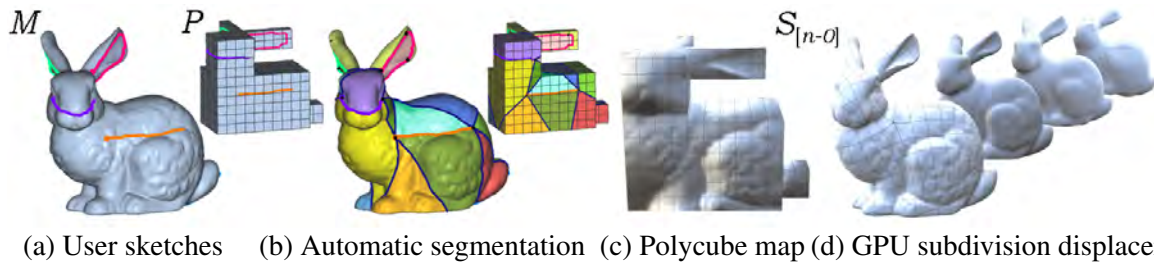 M P S[n-0]
(a) User sketches (b) Automatic segmentation (c) Polycube map (d) GPU subdivision displace